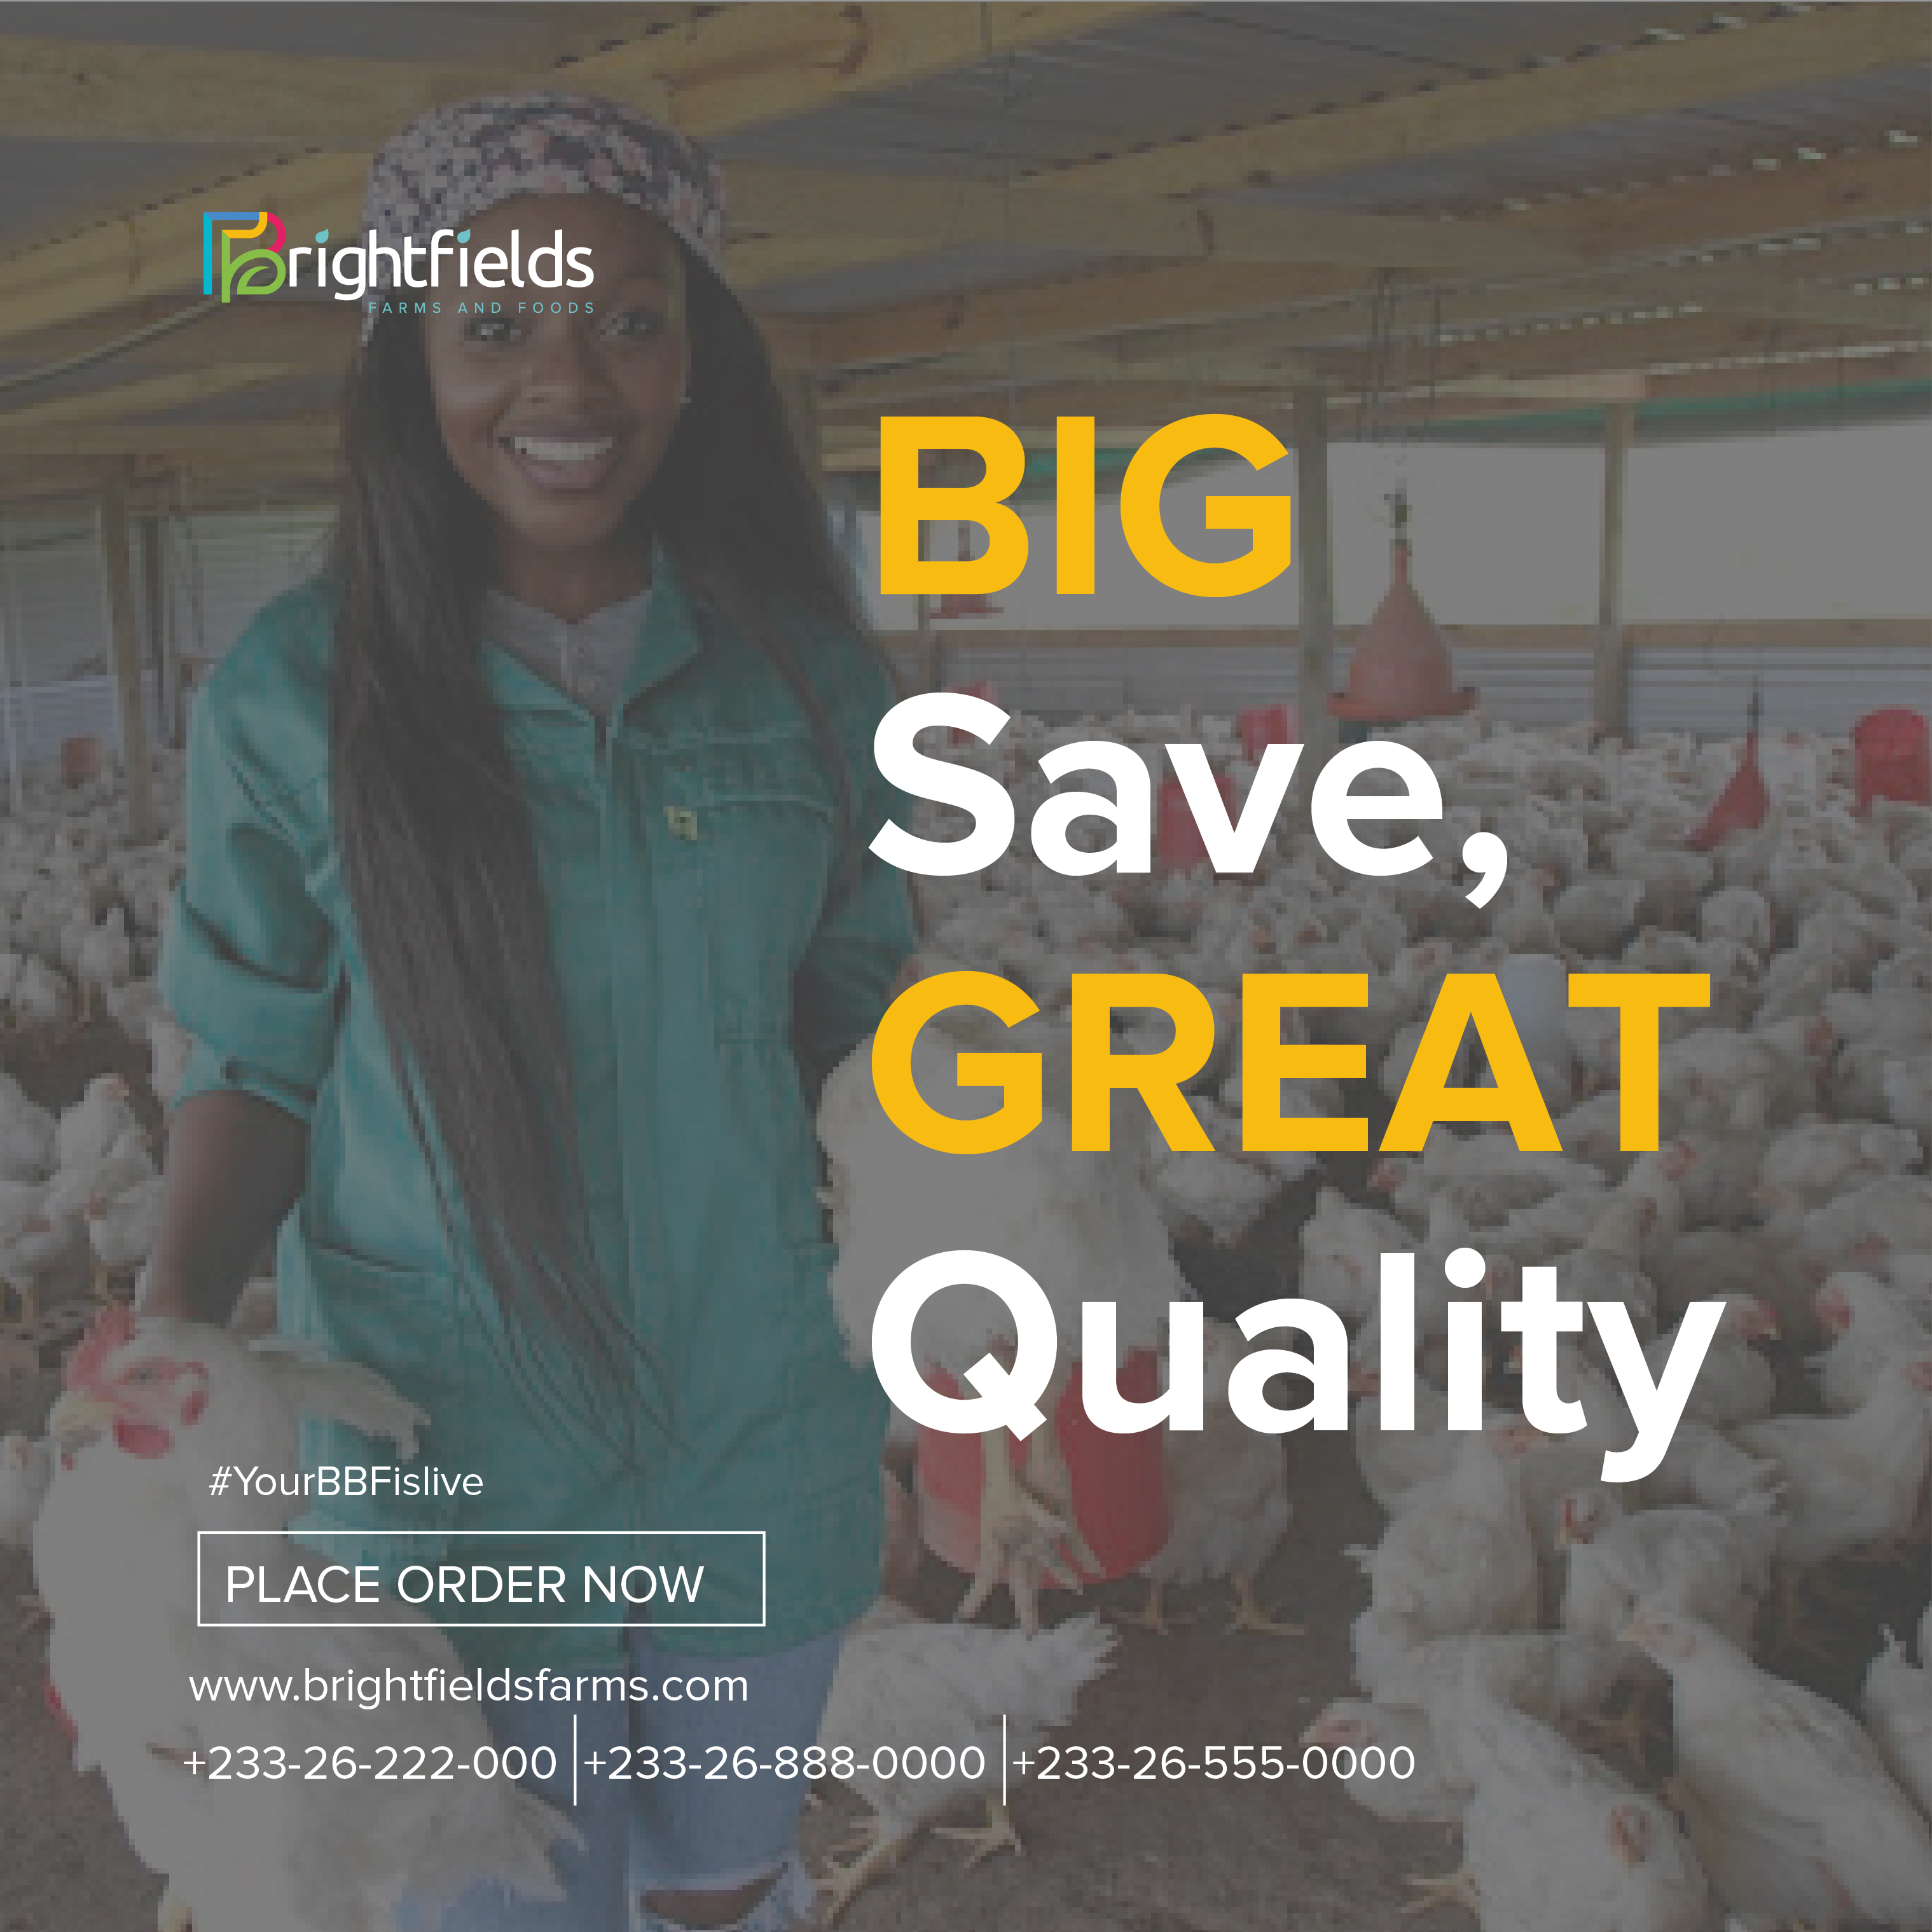 Brightfields
FARMS AND FOODS
BIG
Save,
GREAT
Quality
#YourBBFislive
PLACE ORDER NOW
www.brightfieldsfarms.com
+233-26-222-000 | +233-26-888-0000 | +233-26-555-0000